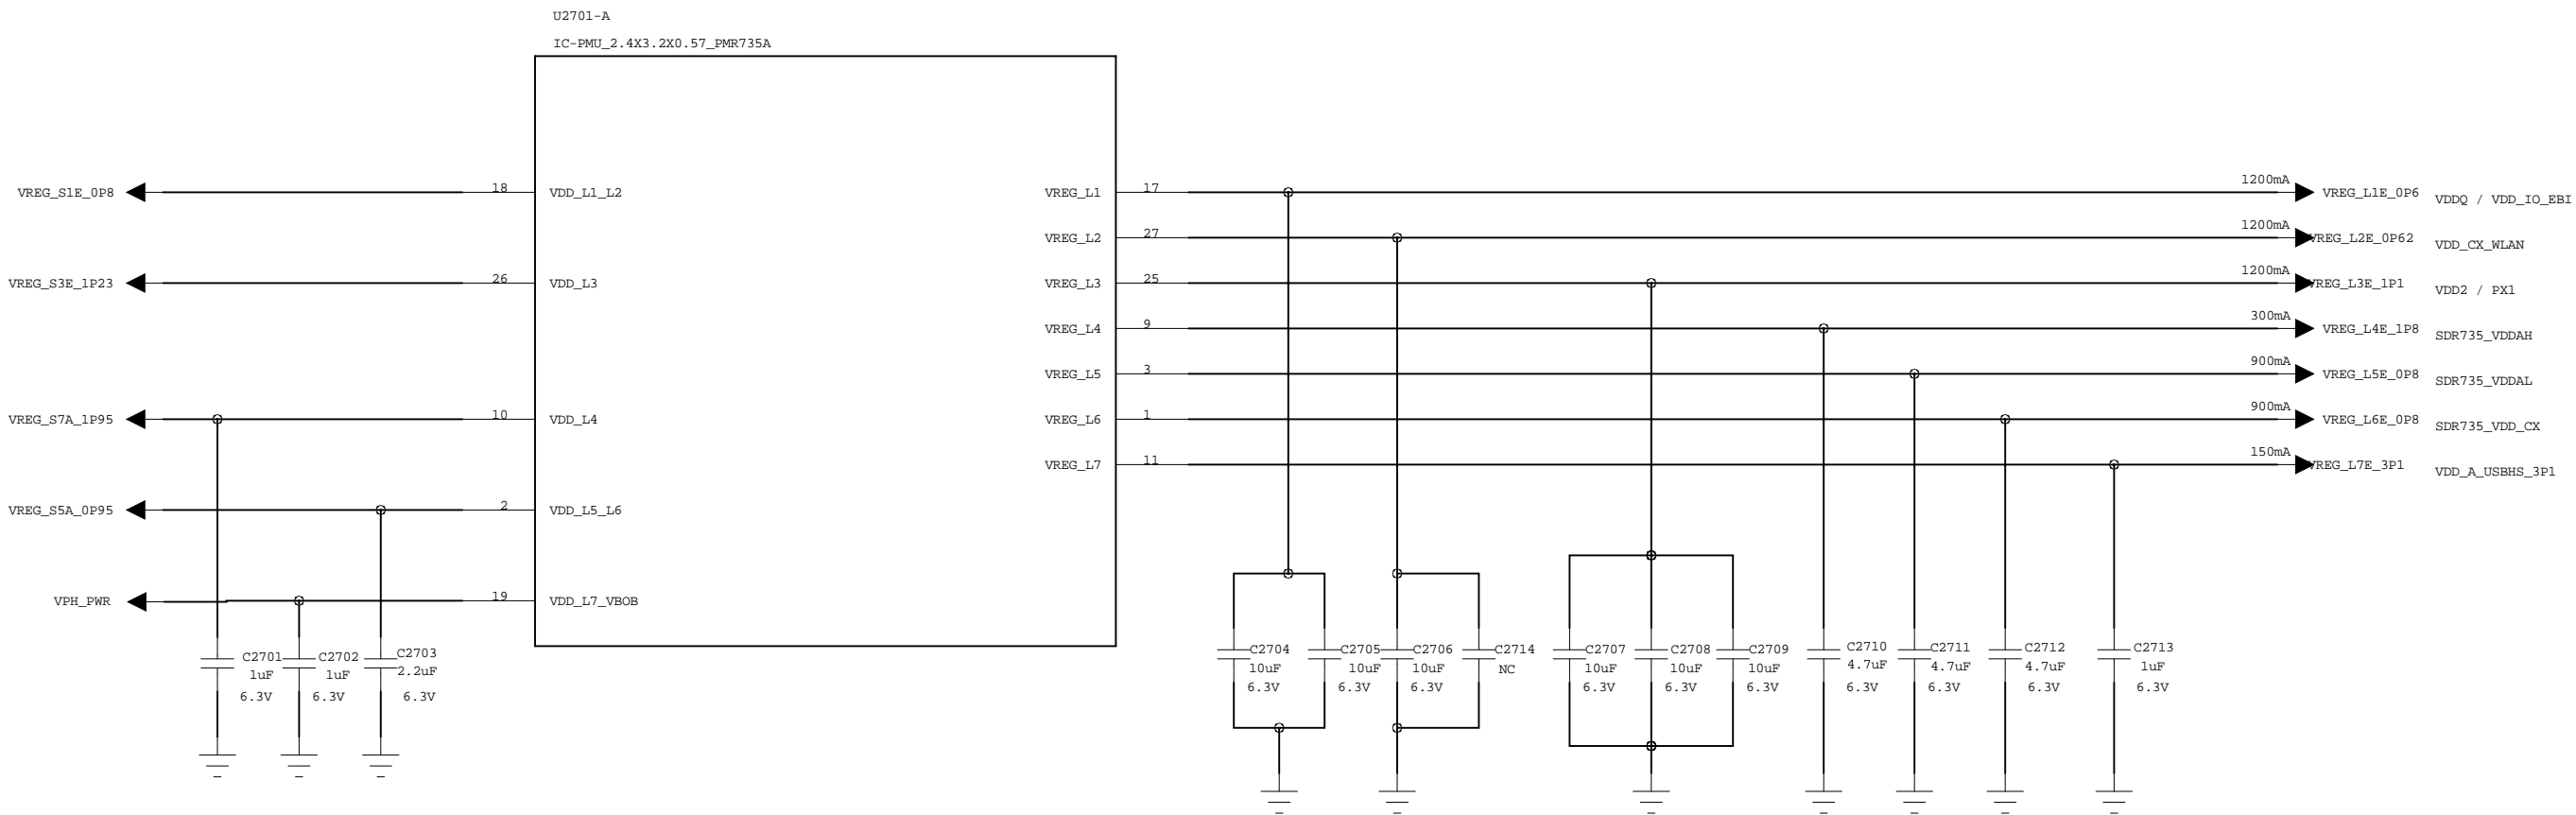 U2701-A
IC-PMU_2.4X3.2X0.57_PMR735A
VREG_S1E_0P8 18 VDD_L1_L2 VREG_L1 17 1200mA VREG_L1E_0P6 VDDQ / VDD_IO_EBI
VREG_L2 27 1200mA VREG_L2E_0P62 VDD_CX_WLAN
VREG_S3E_1P23 26 VDD_L3 VREG_L3 25 1200mA VREG_L3E_1P1 VDD2 / PX1
VREG_L4 9 300mA VREG_L4E_1P8 SDR735_VDDAH
VREG_L5 3 900mA VREG_L5E_0P8 SDR735_VDDAL
VREG_S7A_1P95 10 VDD_L4 VREG_L6 1 900mA VREG_L6E_0P8 SDR735_VDD_CX
VREG_L7 11 150mA VREG_L7E_3P1 VDD_A_USBHS_3P1
VREG_S5A_0P95 2 VDD_L5_L6
VPH_PWR 19 VDD_L7_VBOB
C2701 C2702 C2703 C2704 C2705 C2706 C2714 C2707 C2708 C2709 C2710 C2711 C2712 C2713
1uF 1uF 2.2uF 10uF 10uF 10uF NC 10uF 10uF 10uF 4.7uF 4.7uF 4.7uF 1uF
6.3V 6.3V 6.3V 6.3V 6.3V 6.3V 6.3V 6.3V 6.3V 6.3V 6.3V 6.3V 6.3V